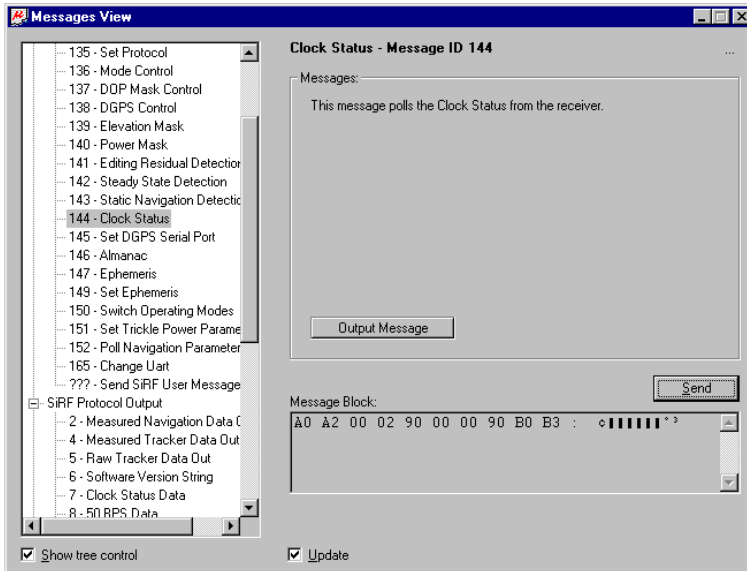 Messages View
135 - Set Protocol
136 - Mode Control
137 - DOP Mask Control
138 - DGPS Control
139 - Elevation Mask
140 - Power Mask
141 - Editing Residual Detection
142 - Steady State Detection
143 - Static Navigation Detectic
144 - Clock Status
145 - Set DGPS Serial Port
146 - Almanac
147 - Ephemeris
149 - Set Ephemeris
150 - Switch Operating Modes
151 - Set Trickle Power Parame
152 - Poll Navigation Parameter
165 - Change Uart
??? - Send SiRF User Message
SiRF Protocol Output
2 - Measured Navigation Data O
4 - Measured Tracker Data Out
5 - Raw Tracker Data Out
6 - Software Version String
7 - Clock Status Data
8 - 50 BPS Data
Show tree control
Clock Status - Message ID 144
...
Messages:
This message polls the Clock Status from the receiver.
Output Message
Send
Message Block:
A0 A2 00 02 90 00 00 90 B0 B3 :
Update